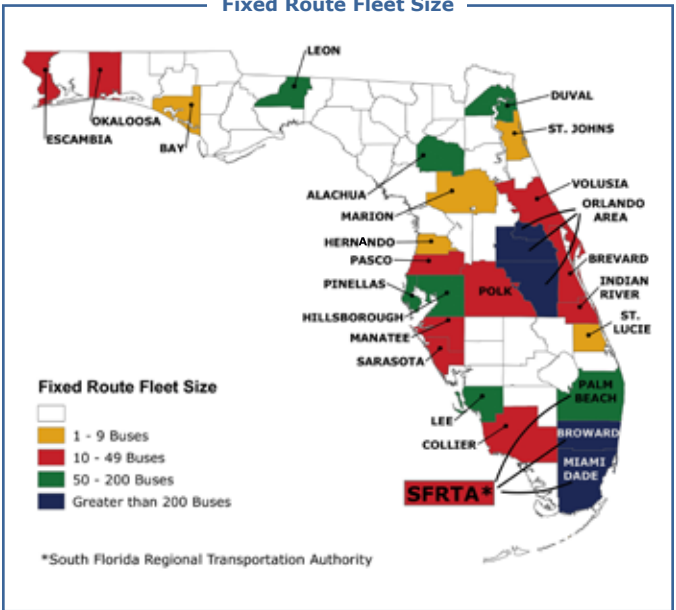 Fixed Route Fleet Size
LEON
DUVAL
OKALOOSA
ESCAMBIA
BAY
ST. JOHNS
ALACHUA
VOLUSIA
MARION
ORLANDO
AREA
HERNANDO
PASCO
BREVARD
PINELLAS
POLK
INDIAN
RIVER
HILLSBOROUGH
ST.
LUCIE
MANATEE
SARASOTA
Fixed Route Fleet Size
1 - 9 Buses
10 - 49 Buses
50 - 200 Buses
Greater than 200 Buses
PALM
BEACH
LEE
COLLIER
BROWARD
MIAMI
DADE
SFRTA*
*South Florida Regional Transportation Authority